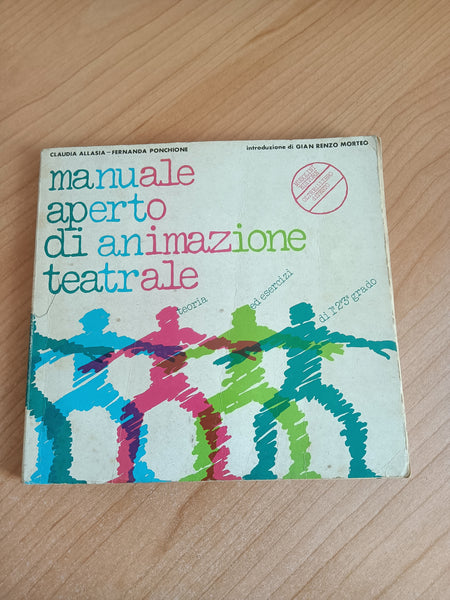 CLAUDIA ALLASIA – FERNANDA PONCHIONE
introduzione di GIAN RENZO MORTEO
manuale
aperto
di animazione
teatrale
teoria
ed esercizi
di 1° 2° 3° grado